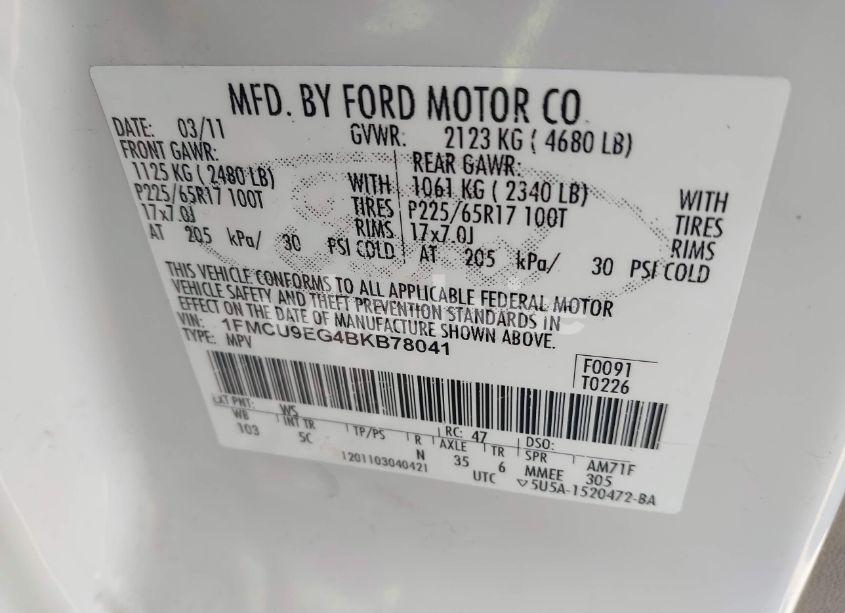 MFD. BY FORD MOTOR CO
DATE: 03/11 GVWR: 2123 KG ( 4680 LB)
FRONT GAWR: REAR GAWR:
1125 KG ( 2480 LB) WITH 1061 KG ( 2340 LB) WITH
P225/65R17 100T TIRES P225/65R17 100T TIRES
17x7.0J RIMS 17x7.0J RIMS
AT 205 kPa/ 30 PSI COLD AT 205 kPa/ 30 PSI COLD
THIS VEHICLE CONFORMS TO ALL APPLICABLE FEDERAL MOTOR
VEHICLE SAFETY AND THEFT PREVENTION STANDARDS IN
EFFECT ON THE DATE OF MANUFACTURE SHOWN ABOVE.
VIN: 1FMCU9EG4BKB78041
TYPE: MPV
F0091
T0226
EXT PNT: WS RC: 47 DSO:
WB INT TR TP/PS R AXLE TR SPR AM71F
103 5C N 35 6 MMEE 305
1201103040421 UTC 5U5A-1520472-BA